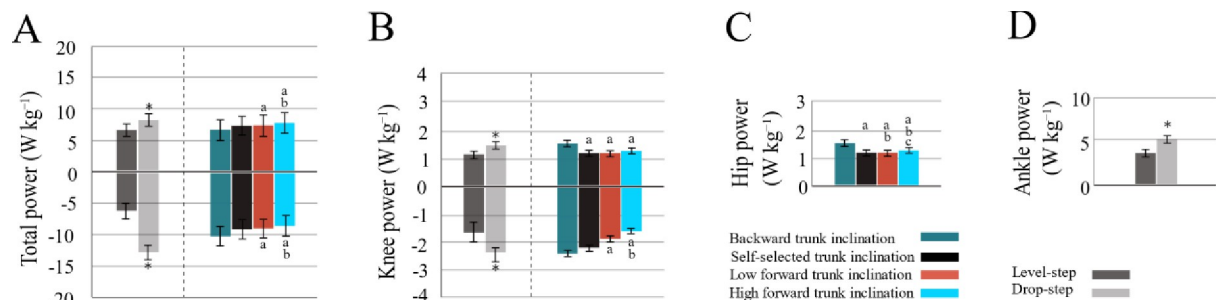 A
Total power (W kg⁻¹)
20
15
10
5
0
-5
-10
-15
20
*
*
a
a
b
a
a
b
B
Knee power (W kg⁻¹)
4
3
2
1
0
-1
-2
-3
-4
*
*
a
a
a
a
a
b
C
Hip power
(W kg⁻¹)
3
2
1
0
a
a
b
a
b
c
Backward trunk inclination
Self-selected trunk inclination
Low forward trunk inclination
High forward trunk inclination
D
Ankle power
(W kg⁻¹)
10
5
0
*
Level-step
Drop-step